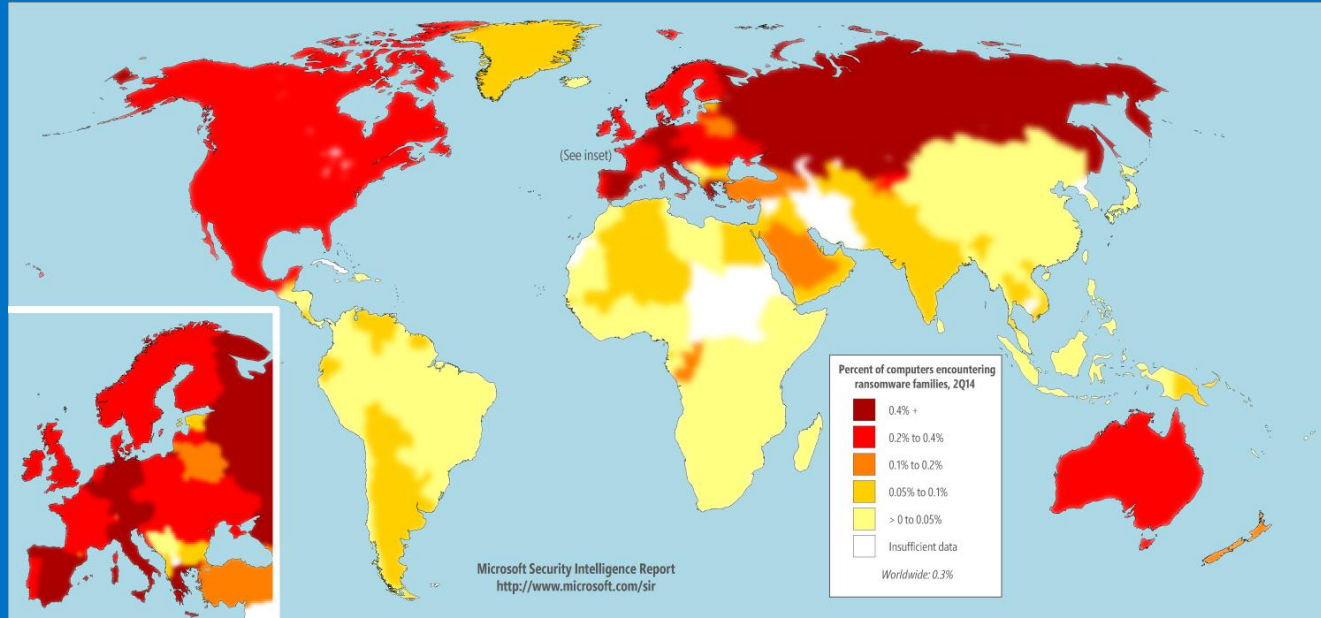 (See inset)
Percent of computers encountering
ransomware families, 2Q14
0.4% +
0.2% to 0.4%
0.1% to 0.2%
0.05% to 0.1%
> 0 to 0.05%
Insufficient data
Worldwide: 0.3%
Microsoft Security Intelligence Report
http://www.microsoft.com/sir